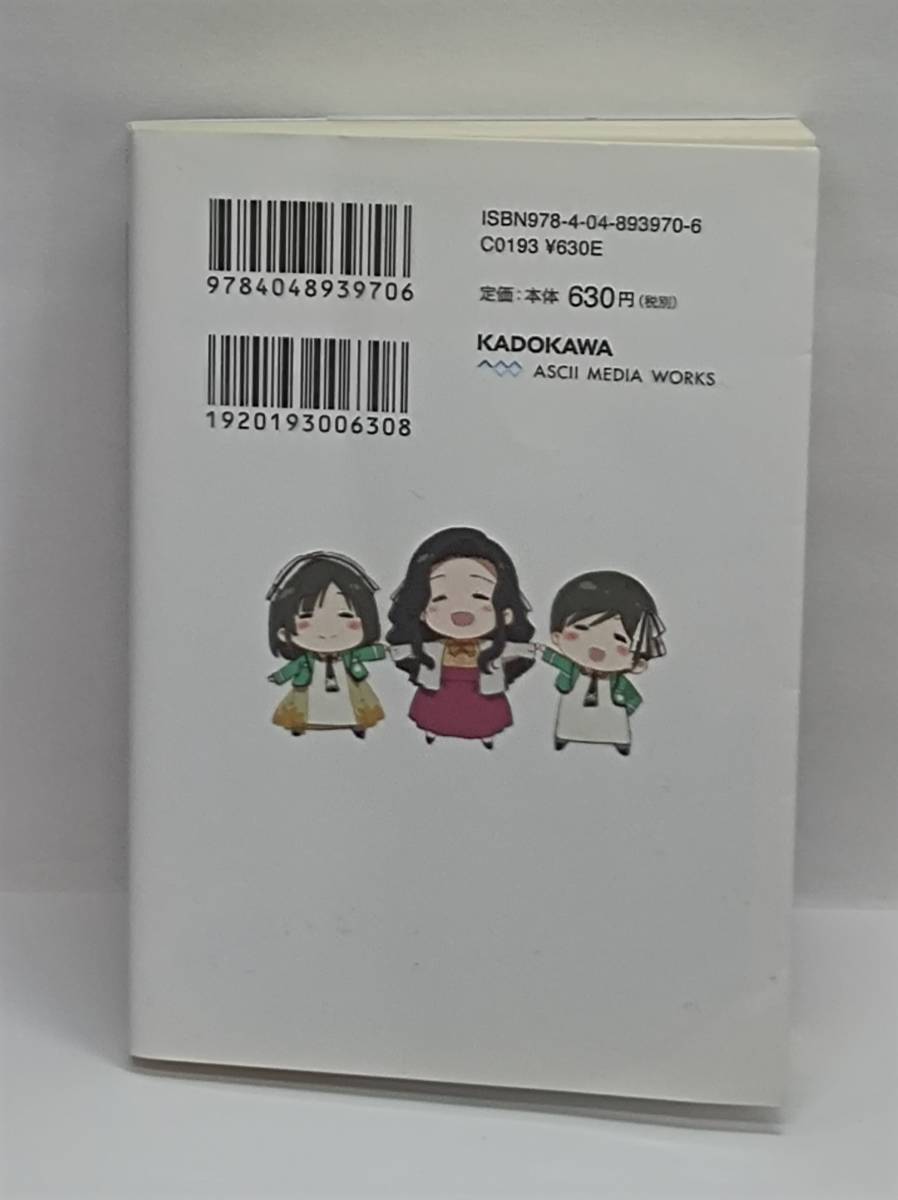 9784048939706
1920193006308
ISBN978-4-04-893970-6
C0193 ¥630E
定価:本体 630円(税別)
KADOKAWA
ASCII MEDIA WORKS